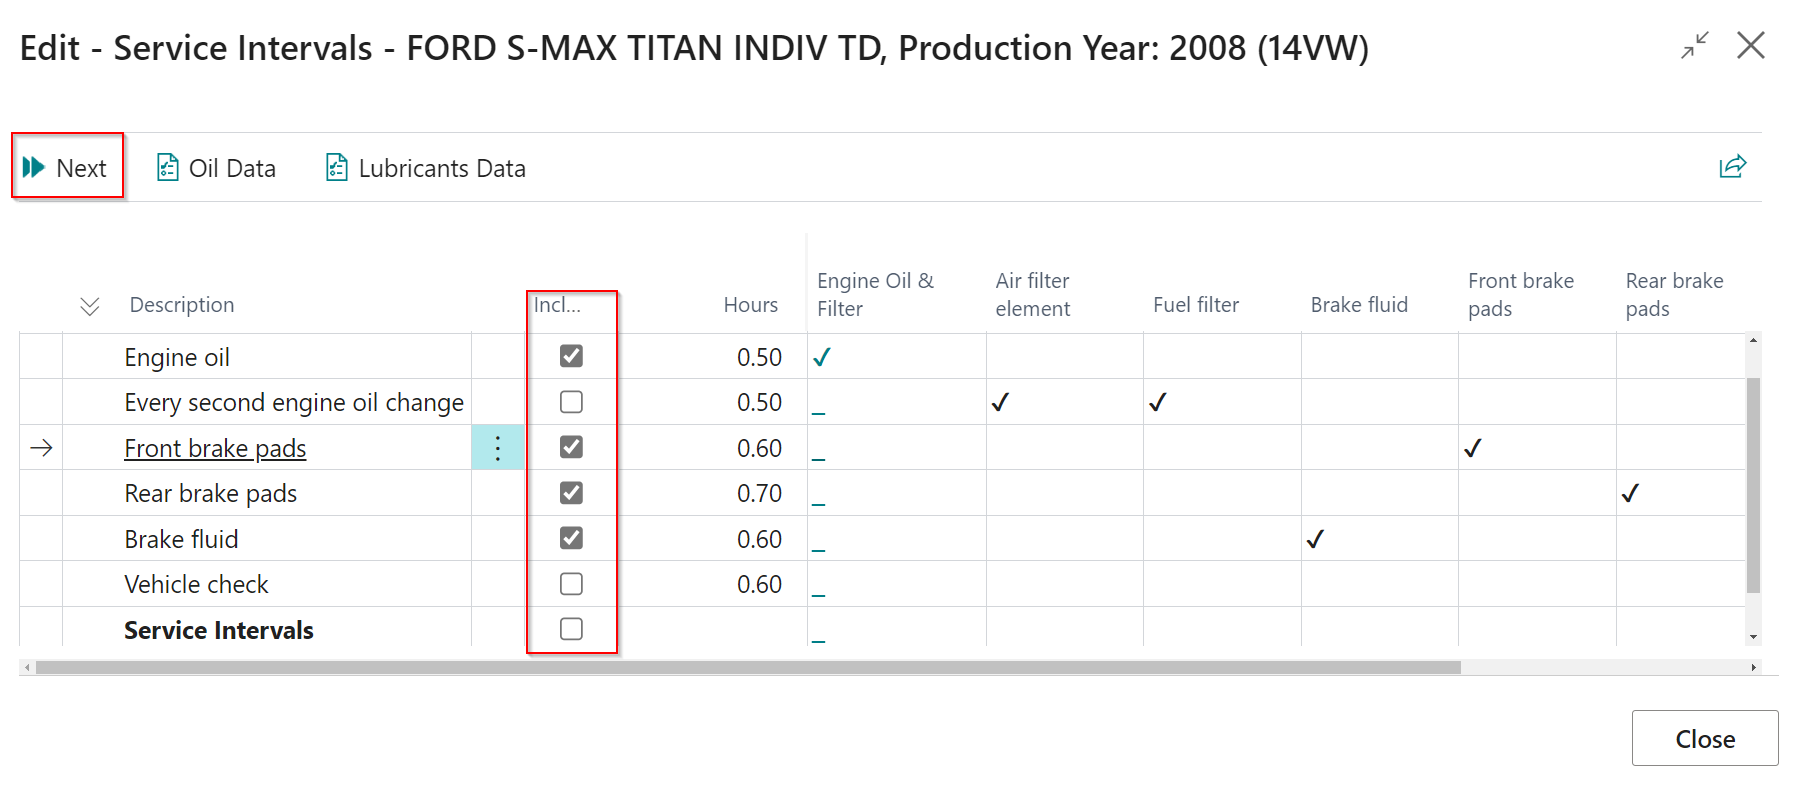 Edit - Service Intervals - FORD S-MAX TITAN INDIV TD, Production Year: 2008 (14VW)
Next Oil Data Lubricants Data
Description Incl... Hours Engine Oil & Filter Air filter element Fuel filter Brake fluid Front brake pads Rear brake pads
Engine oil 0.50
Every second engine oil change 0.50
Front brake pads 0.60
Rear brake pads 0.70
Brake fluid 0.60
Vehicle check 0.60
Service Intervals
Close